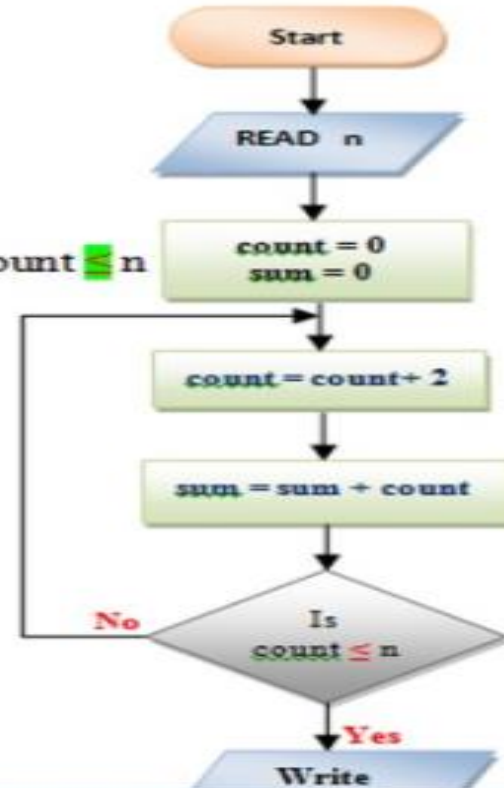 Start
READ n
ount ≤ n
count = 0
sum = 0
count = count+ 2
sum = sum + count
Is
count ≤ n
No
Yes
Write